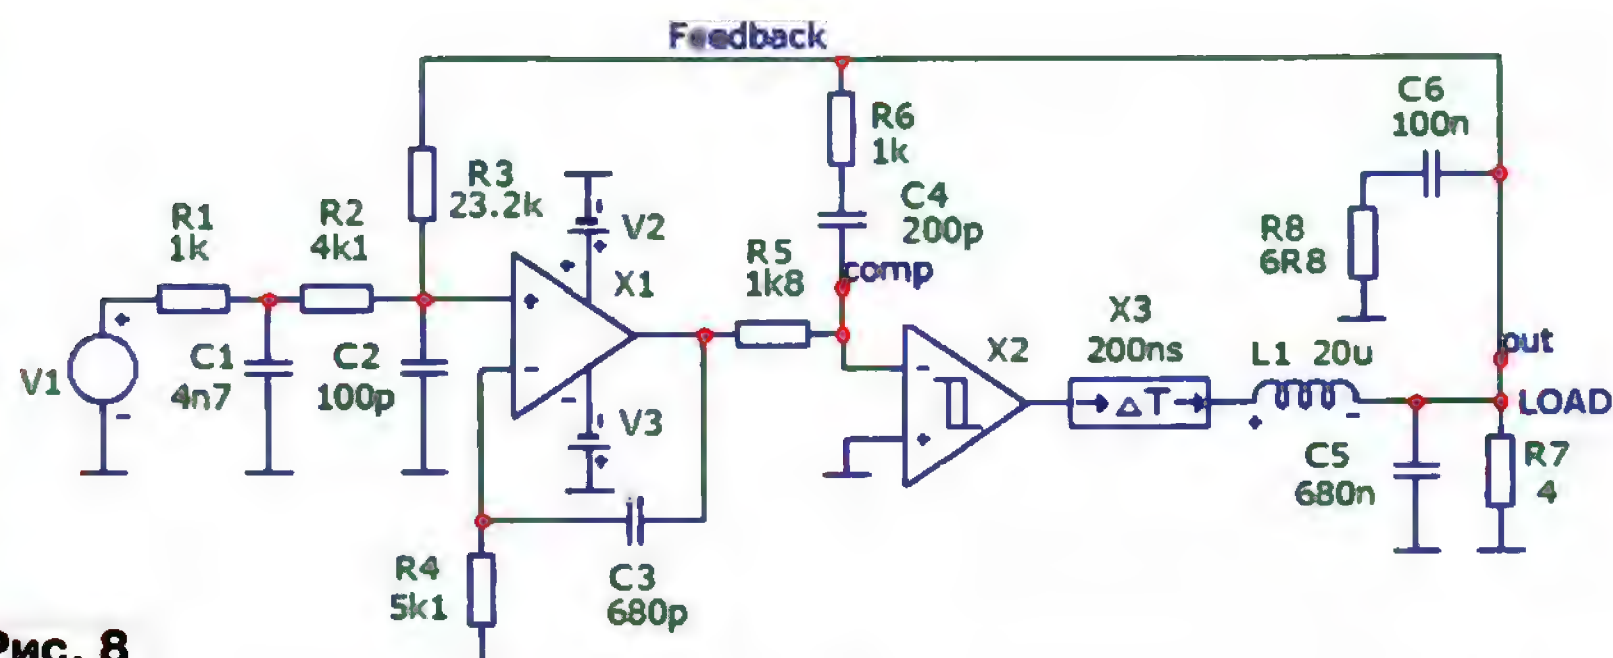 Feedback
C6
100n
R6
1k
R3
23.2k
C4
200p
R1
1k
R2
4k1
V2
R5
1k8
comp
R8
6R8
X1
X3
200ns
X2
L1 20u
out
V1
C1
4n7
C2
100p
ΔT
LOAD
V3
C5
680n
R7
4
R4
5k1
C3
680p
Рис. 8